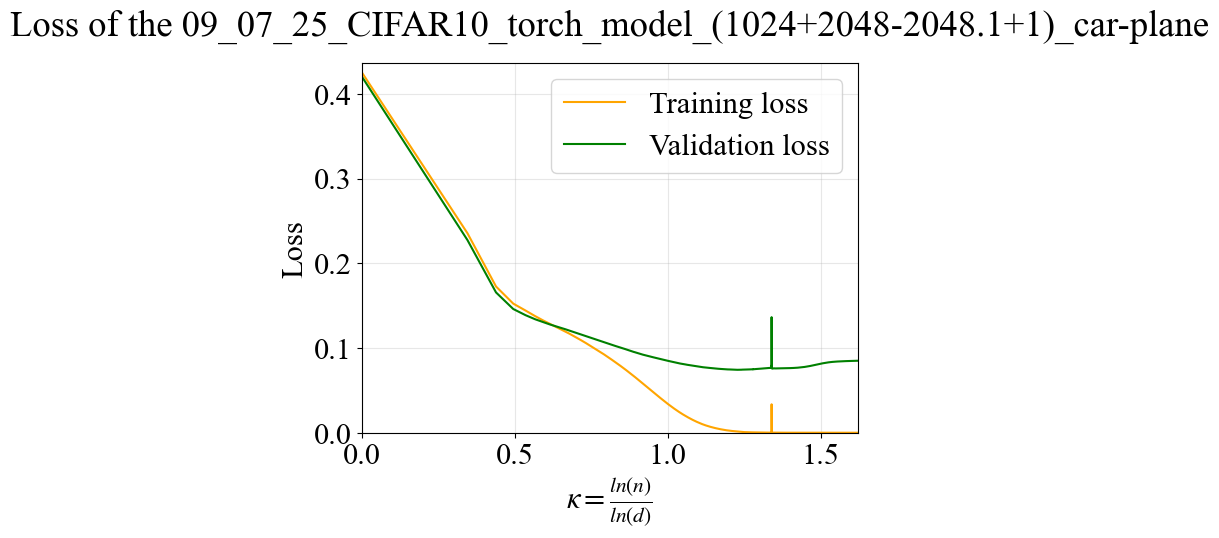 Loss of the 09_07_25_CIFAR10_torch_model_(1024+2048-2048.1+1)_car-plane
Training loss
Validation loss
Loss
0.4
0.3
0.2
0.1
0.0
0.0 0.5 1.0 1.5
κ = ln(n)/ln(d)